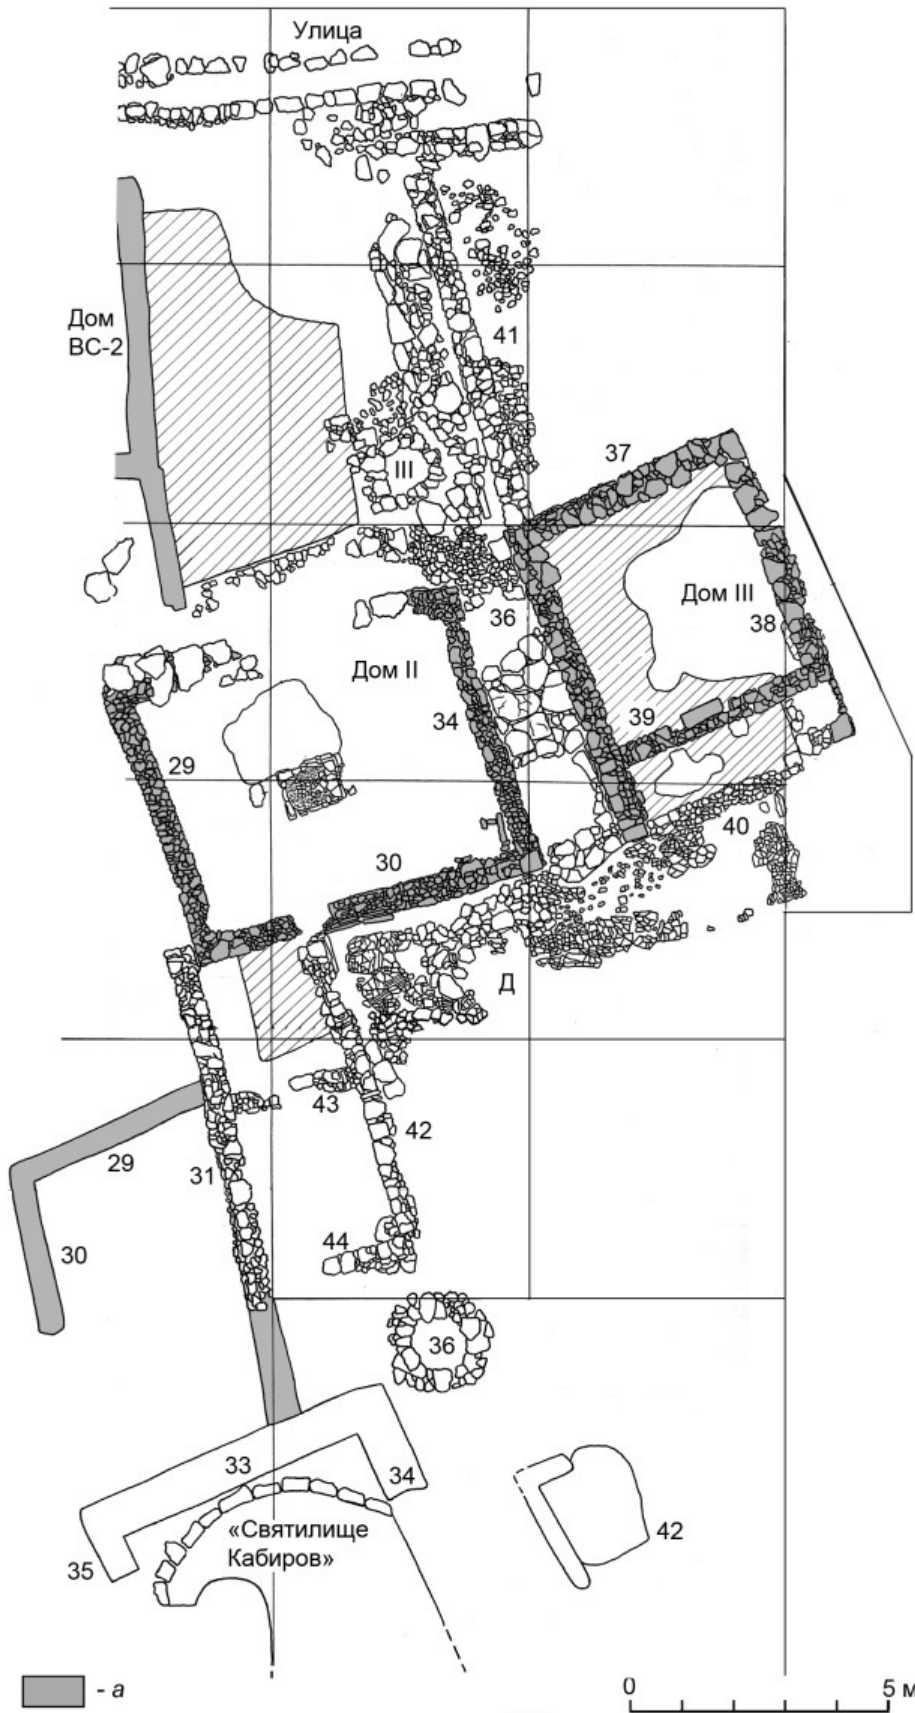 Улица
Дом
ВС-2
41
III
37
36
Дом III
38
Дом II
34
39
29
40
30
Д
43
42
29
31
30
44
36
33
34
«Святилище
Кабиров»
35
42
- а
0 5 м